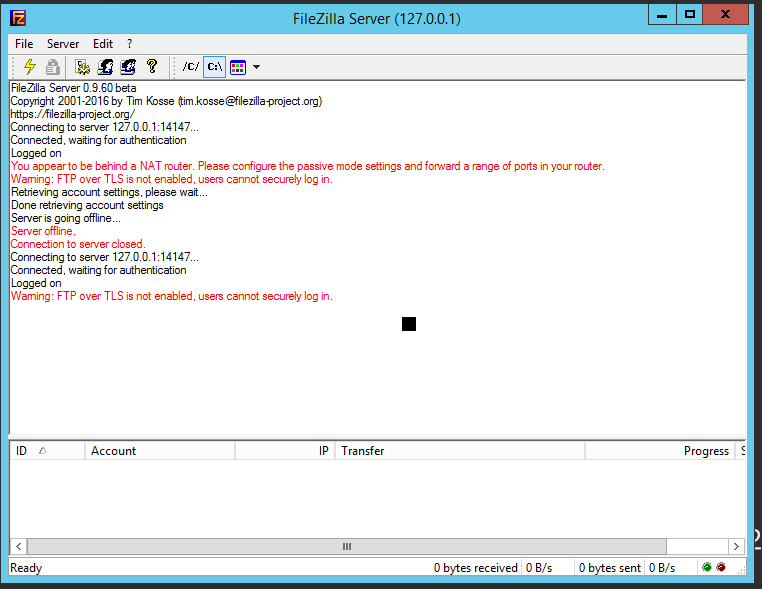 FileZilla Server (127.0.0.1)
File Server Edit ?
/C/ C:\
FileZilla Server 0.9.60 beta
Copyright 2001-2016 by Tim Kosse (tim.kosse@filezilla-project.org)
https://filezilla-project.org/
Connecting to server 127.0.0.1:14147...
Connected, waiting for authentication
Logged on
You appear to be behind a NAT router. Please configure the passive mode settings and forward a range of ports in your router.
Warning: FTP over TLS is not enabled, users cannot securely log in.
Retrieving account settings, please wait...
Done retrieving account settings
Server is going offline...
Server offline.
Connection to server closed.
Connecting to server 127.0.0.1:14147...
Connected, waiting for authentication
Logged on
Warning: FTP over TLS is not enabled, users cannot securely log in.
ID Account IP Transfer Progress S
Ready 0 bytes received 0 B/s 0 bytes sent 0 B/s